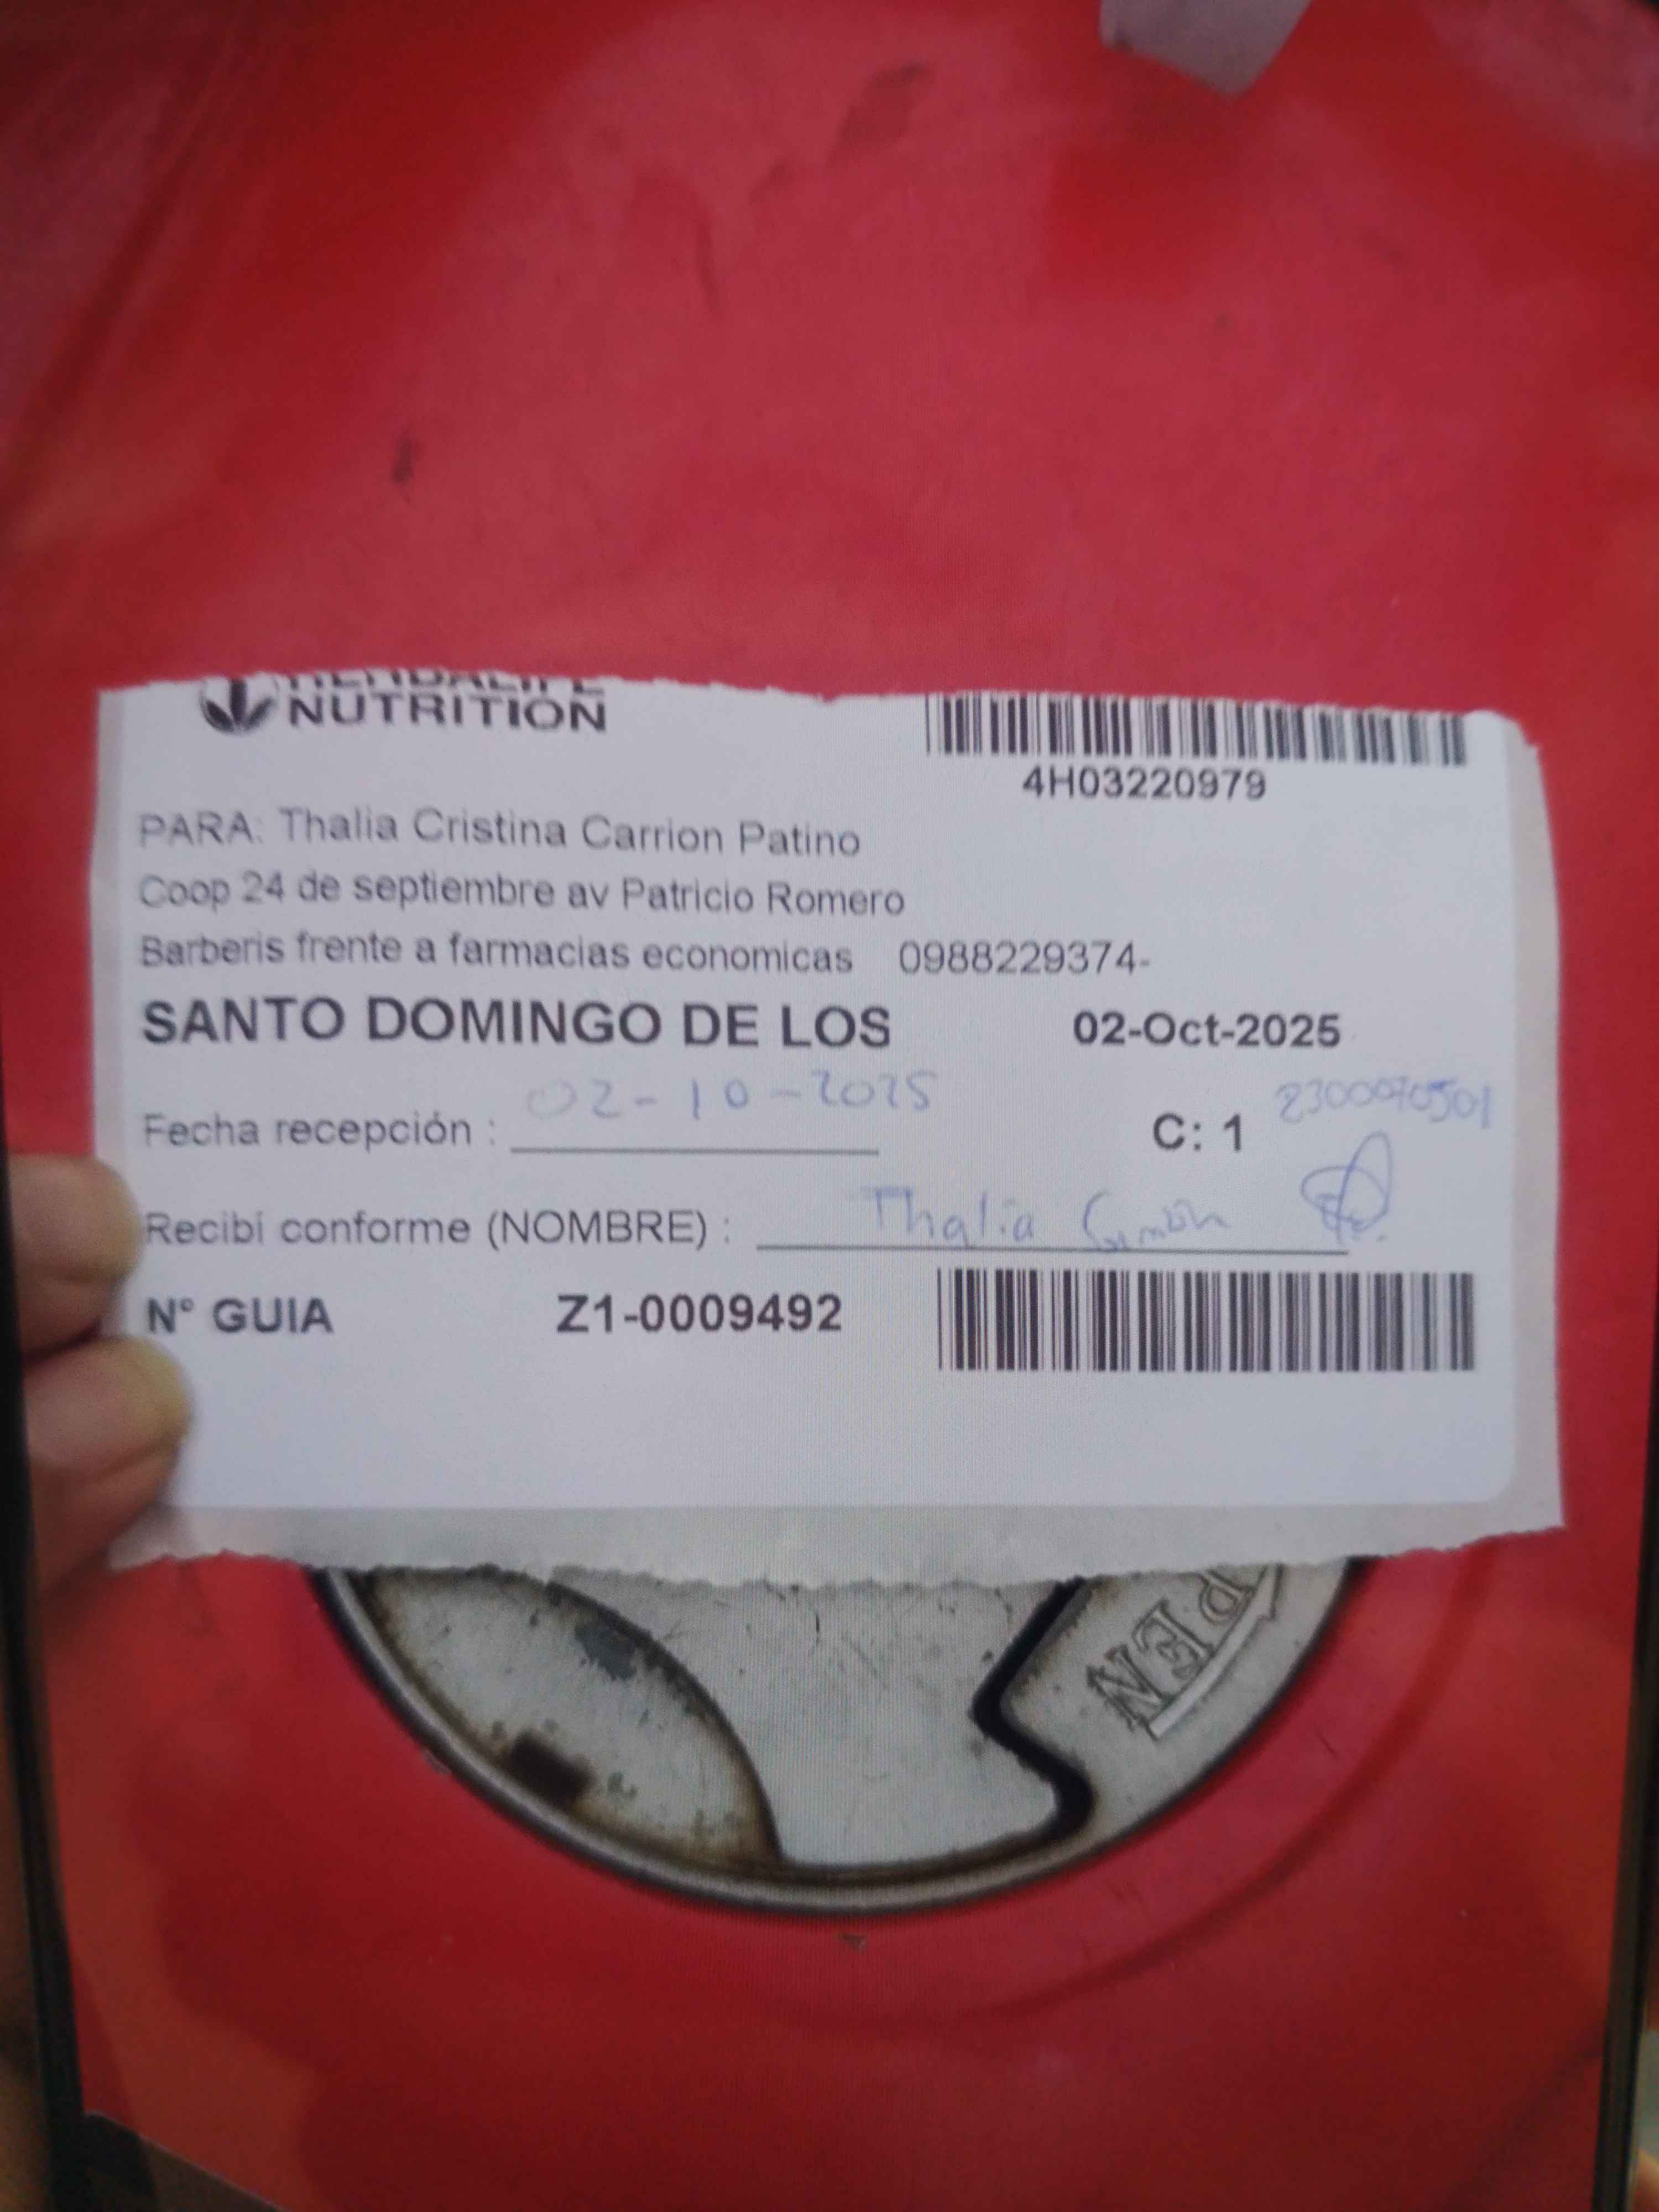 NUTRITION
4H03220979
PARA: Thalia Cristina Carrion Patino
Coop 24 de septiembre av Patricio Romero
Barberis frente a farmacias economicas 0988229374-
SANTO DOMINGO DE LOS 02-Oct-2025
Fecha recepción : 02-10-2025 C: 1
Recibí conforme (NOMBRE) : Thalia
N° GUIA Z1-0009492
PEN